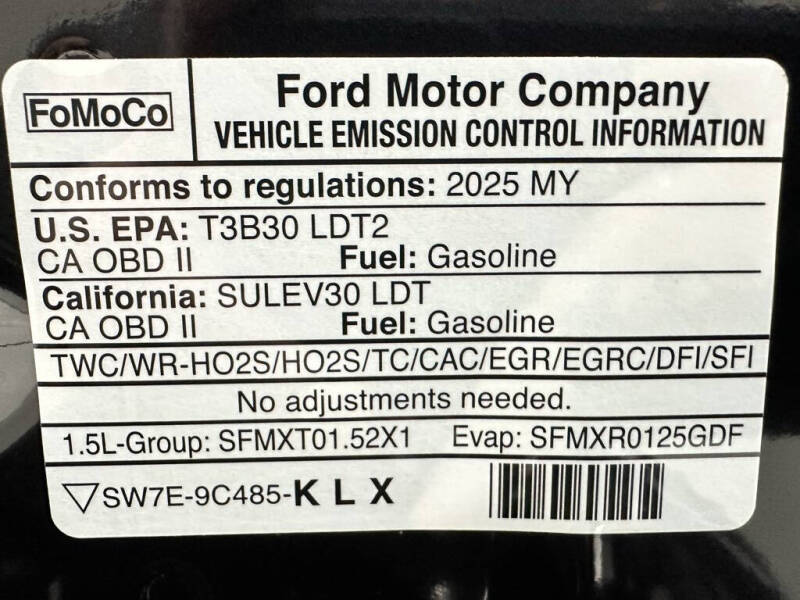 FoMoCo
Ford Motor Company
VEHICLE EMISSION CONTROL INFORMATION
Conforms to regulations: 2025 MY
U.S. EPA: T3B30 LDT2
CA OBD II Fuel: Gasoline
California: SULEV30 LDT
CA OBD II Fuel: Gasoline
TWC/WR-HO2S/HO2S/TC/CAC/EGR/EGRC/DFI/SFI
No adjustments needed.
1.5L-Group: SFMXT01.52X1 Evap: SFMXR0125GDF
SW7E-9C485-K L X